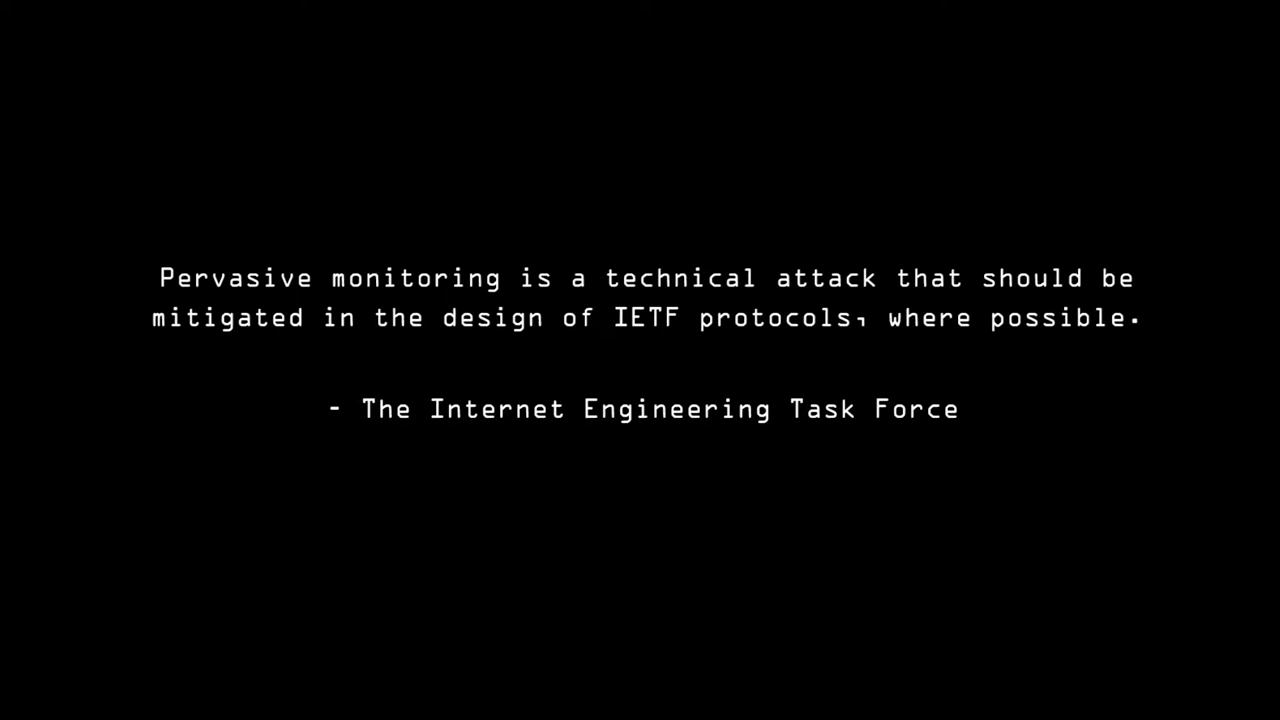 Pervasive monitoring is a technical attack that should be
mitigated in the design of IETF protocols, where possible.
- The Internet Engineering Task Force